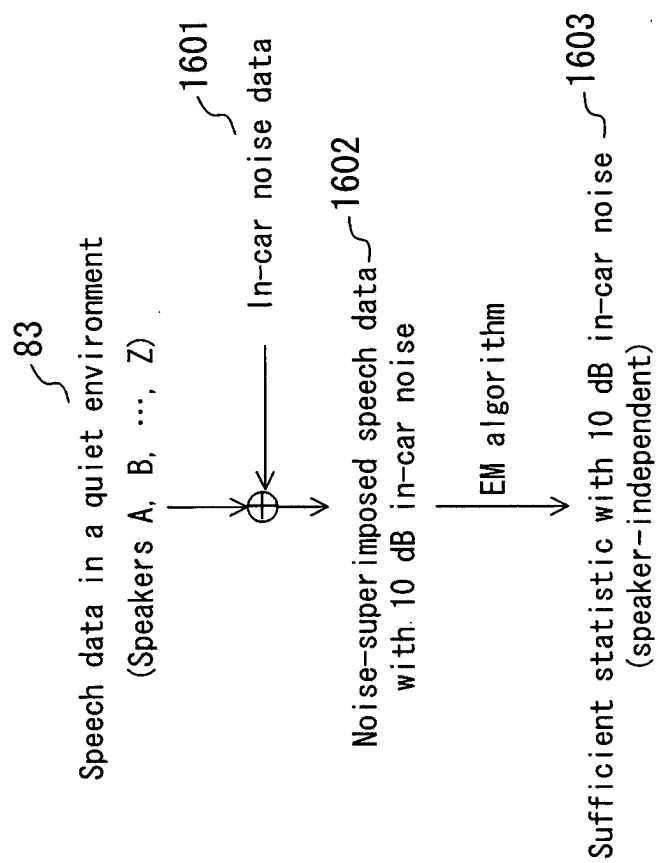 83
Speech data in a quiet environment
(Speakers A, B, ···, Z)
1601
In-car noise data
1602
Noise-superimposed speech data
with 10 dB in-car noise
EM algorithm
1603
Sufficient statistic with 10 dB in-car noise
(speaker-independent)